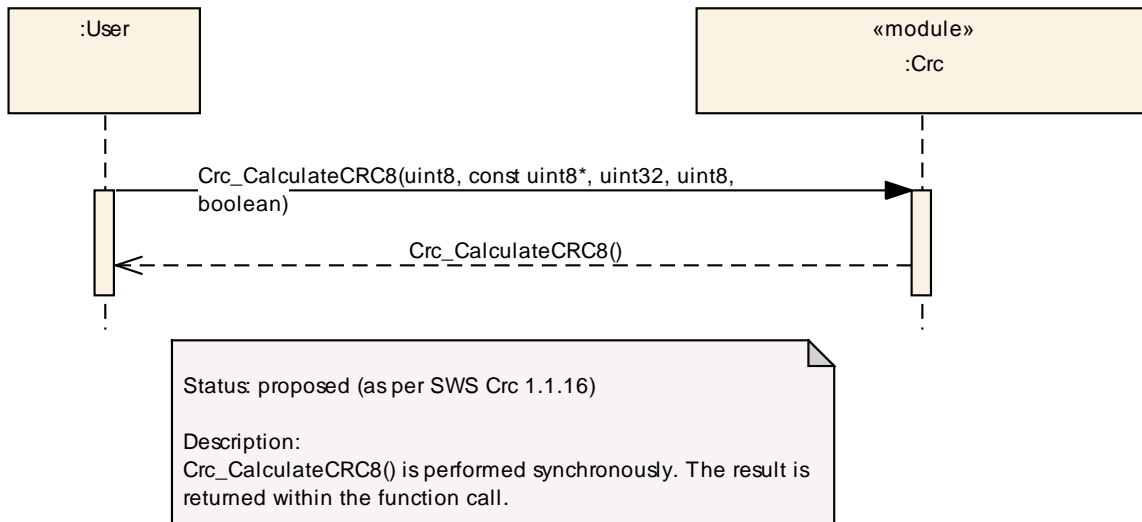 :User
«module»
:Crc
Crc_CalculateCRC8(uint8, const uint8*, uint32, uint8,
boolean)
Crc_CalculateCRC8()
Status: proposed (as per SWS Crc 1.1.16)
Description:
Crc_CalculateCRC8() is performed synchronously. The result is
returned within the function call.